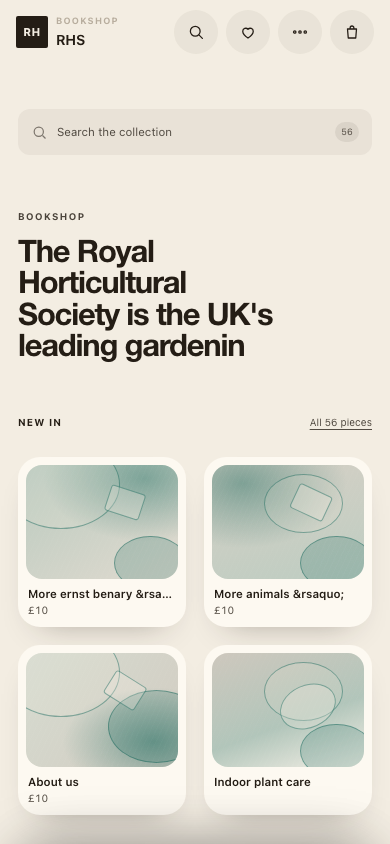 RH
BOOKSHOP
RHS
Search the collection
56
BOOKSHOP
The Royal
Horticultural
Society is the UK's
leading gardenin
NEW IN
All 56 pieces
More ernst benary &rsa...
£10
More animals &rsaquo;
£10
About us
£10
Indoor plant care